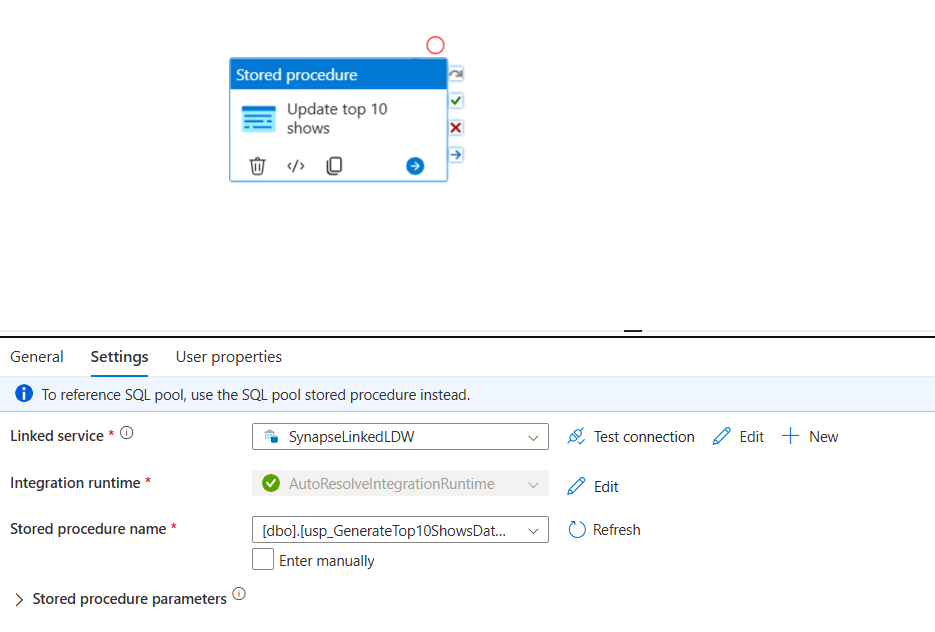 Stored procedure
Update top 10
shows
General Settings User properties
To reference SQL pool, use the SQL pool stored procedure instead.
Linked service * SynapseLinkedLDW Test connection Edit New
Integration runtime * AutoResolveIntegrationRuntime Edit
Stored procedure name * [dbo].[usp_GenerateTop10ShowsDat... Refresh
Enter manually
Stored procedure parameters